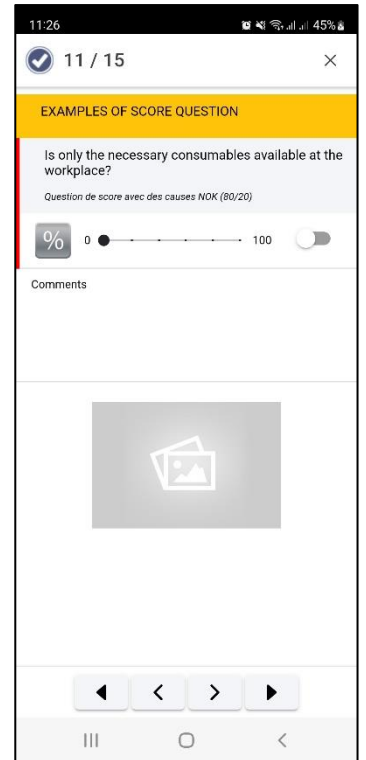 11:26
45%
11 / 15
EXAMPLES OF SCORE QUESTION
Is only the necessary consumables available at the
workplace?
Question de score avec des causes NOK (80/20)
% 0 100
Comments